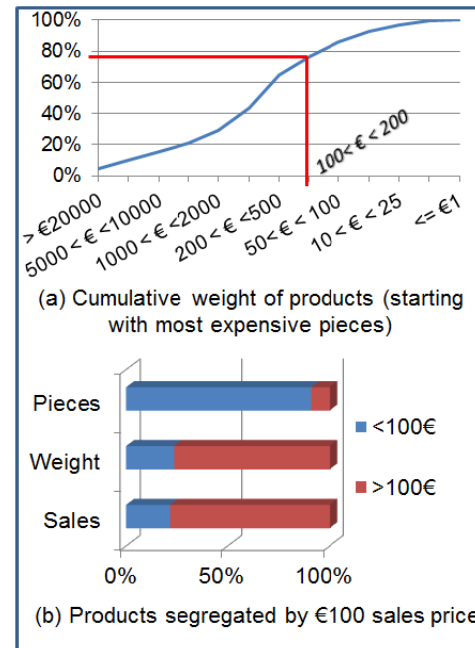 100%
80%
60%
40%
20%
0%
100< € < 200
> €20000
5000 < € <10000
1000 < € <2000
200 < € <500
50< € < 100
10 < € < 25
<= €1
(a) Cumulative weight of products (starting
with most expensive pieces)
Pieces
Weight
Sales
<100€
>100€
0% 50% 100%
(b) Products segregated by €100 sales price